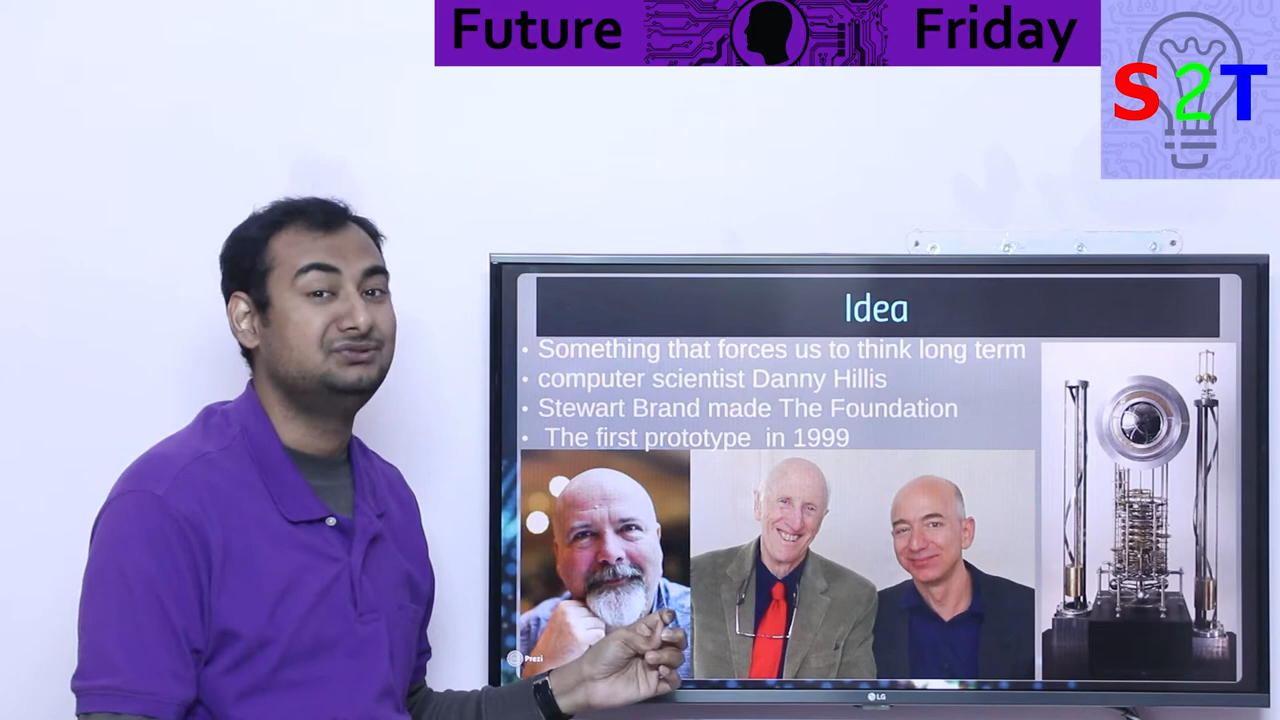 Future Friday
S2T
Idea
• Something that forces us to think long term
• computer scientist Danny Hillis
• Stewart Brand made The Foundation
• The first prototype in 1999
Prezi
LG